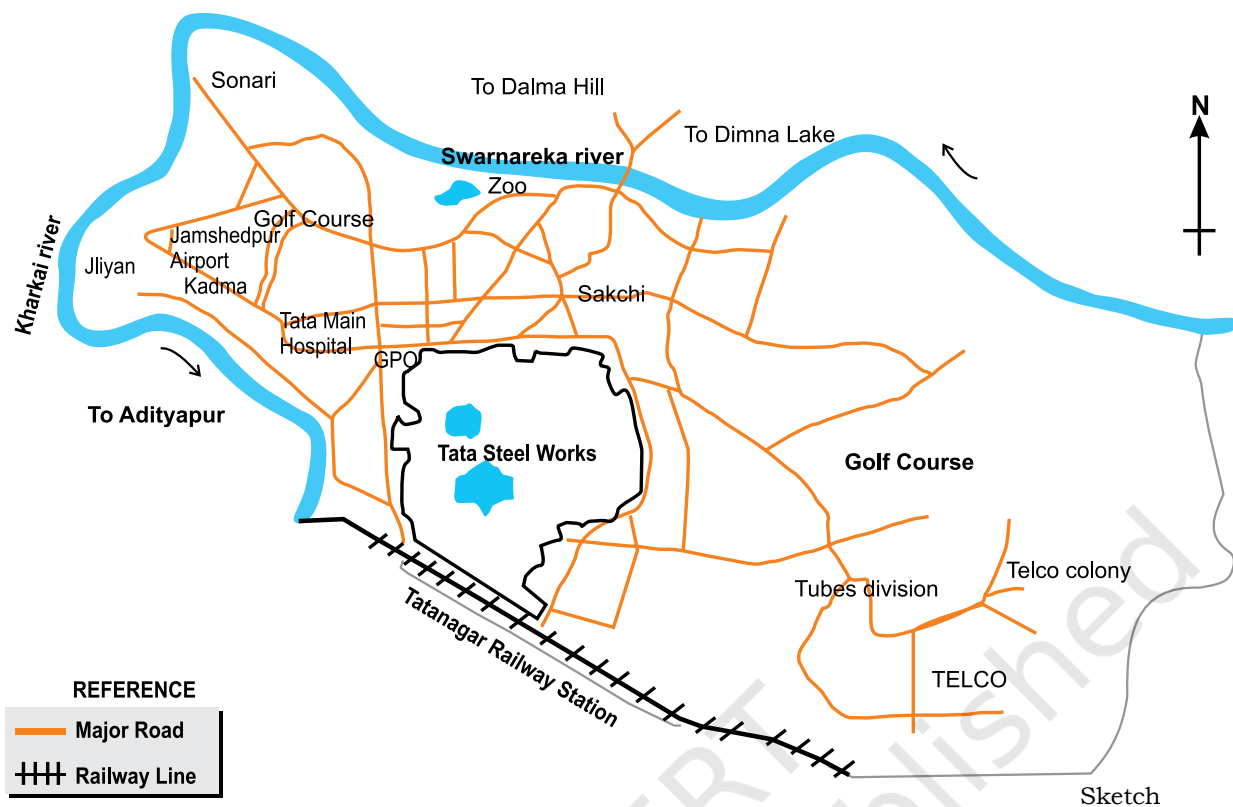 Sonari
To Dalma Hill
N
To Dimna Lake
Swarnareka river
Zoo
Golf Course
Jamshedpur
Airport
Kadma
Jliyan
Kharkai river
Sakchi
Tata Main
Hospital
GPO
To Adityapur
Tata Steel Works
Golf Course
Tubes division
Telco colony
TELCO
Tatanagar Railway Station
REFERENCE
Major Road
Railway Line
Sketch